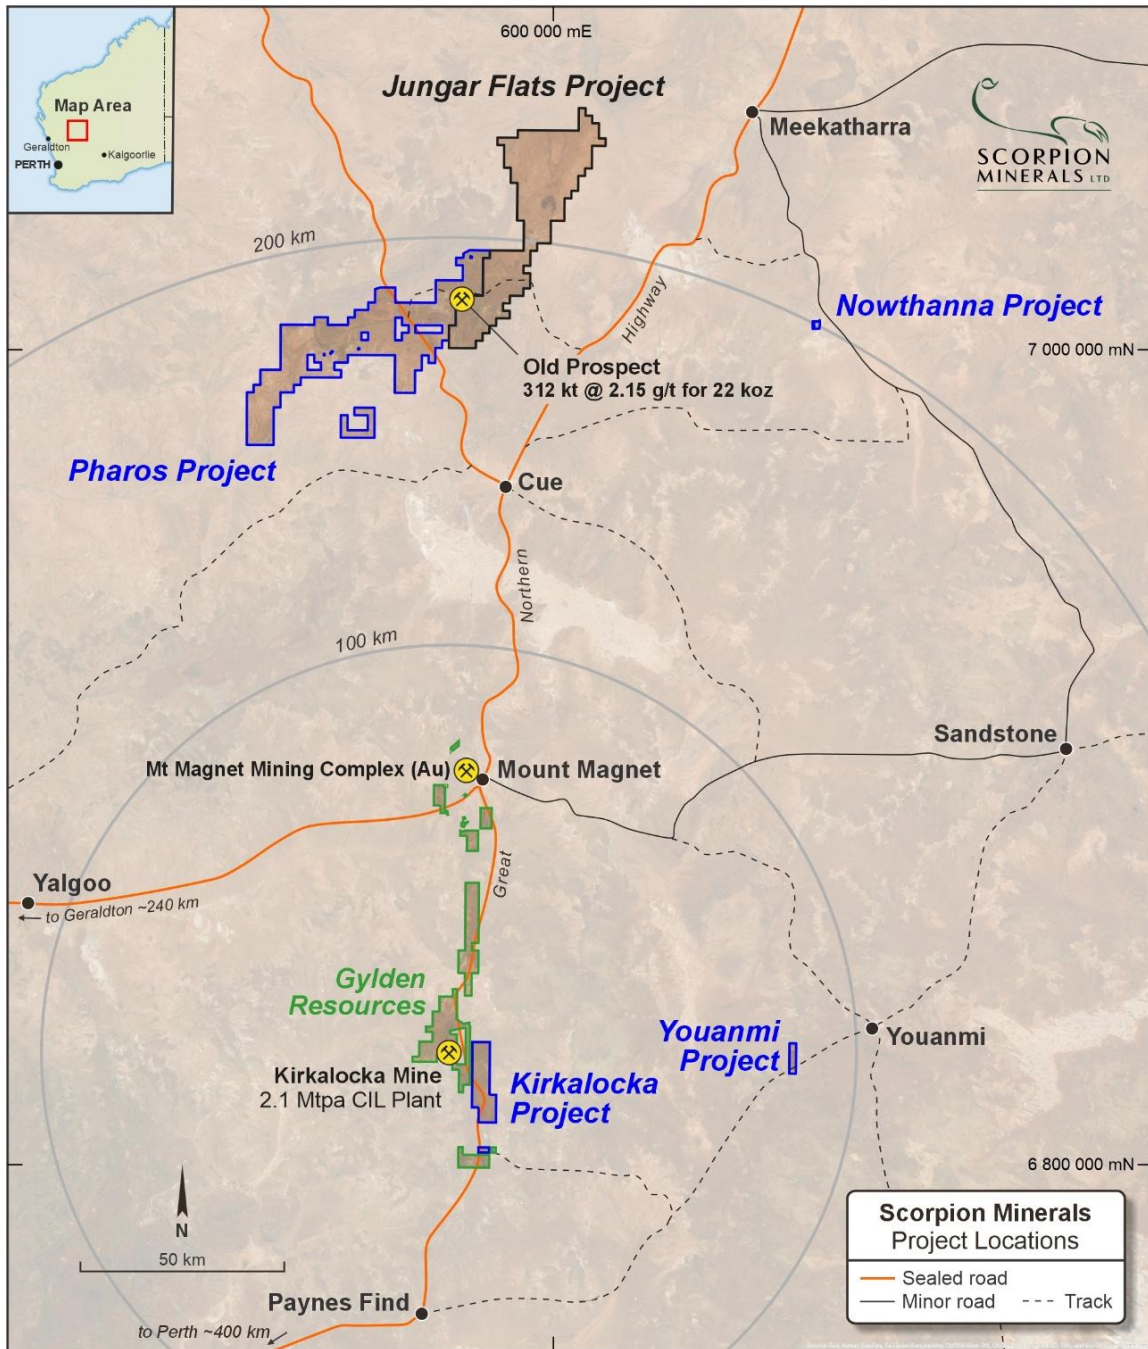 600 000 mE
Map Area
Geraldton
PERTH
Kalgoorlie
Jungar Flats Project
Meekatharra
SCORPION
MINERALS LTD
200 km
Highway
Nowthanna Project
7 000 000 mN
Old Prospect
312 kt @ 2.15 g/t for 22 koz
Pharos Project
Cue
Northern
100 km
Sandstone
Mt Magnet Mining Complex (Au)
Mount Magnet
Great
Yalgoo
to Geraldton ~240 km
Gylden
Resources
Youanmi
Project
Youanmi
Kirkalocka Mine
2.1 Mtpa CIL Plant
Kirkalocka
Project
6 800 000 mN
N
50 km
Paynes Find
to Perth ~400 km
Scorpion Minerals
Project Locations
Sealed road
Minor road
Track